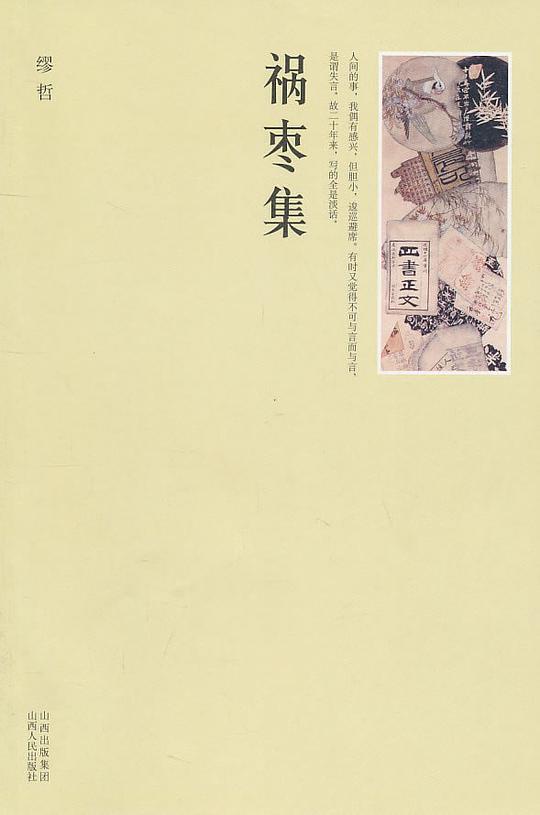 人间的事，我偶有感兴，但胆小，逡巡避席。有时又觉得不可与言而与言，
是谓失言。故二十年来，写的全是淡话。
祸枣集
缪哲
四書正文
山西出版集团
山西人民出版社